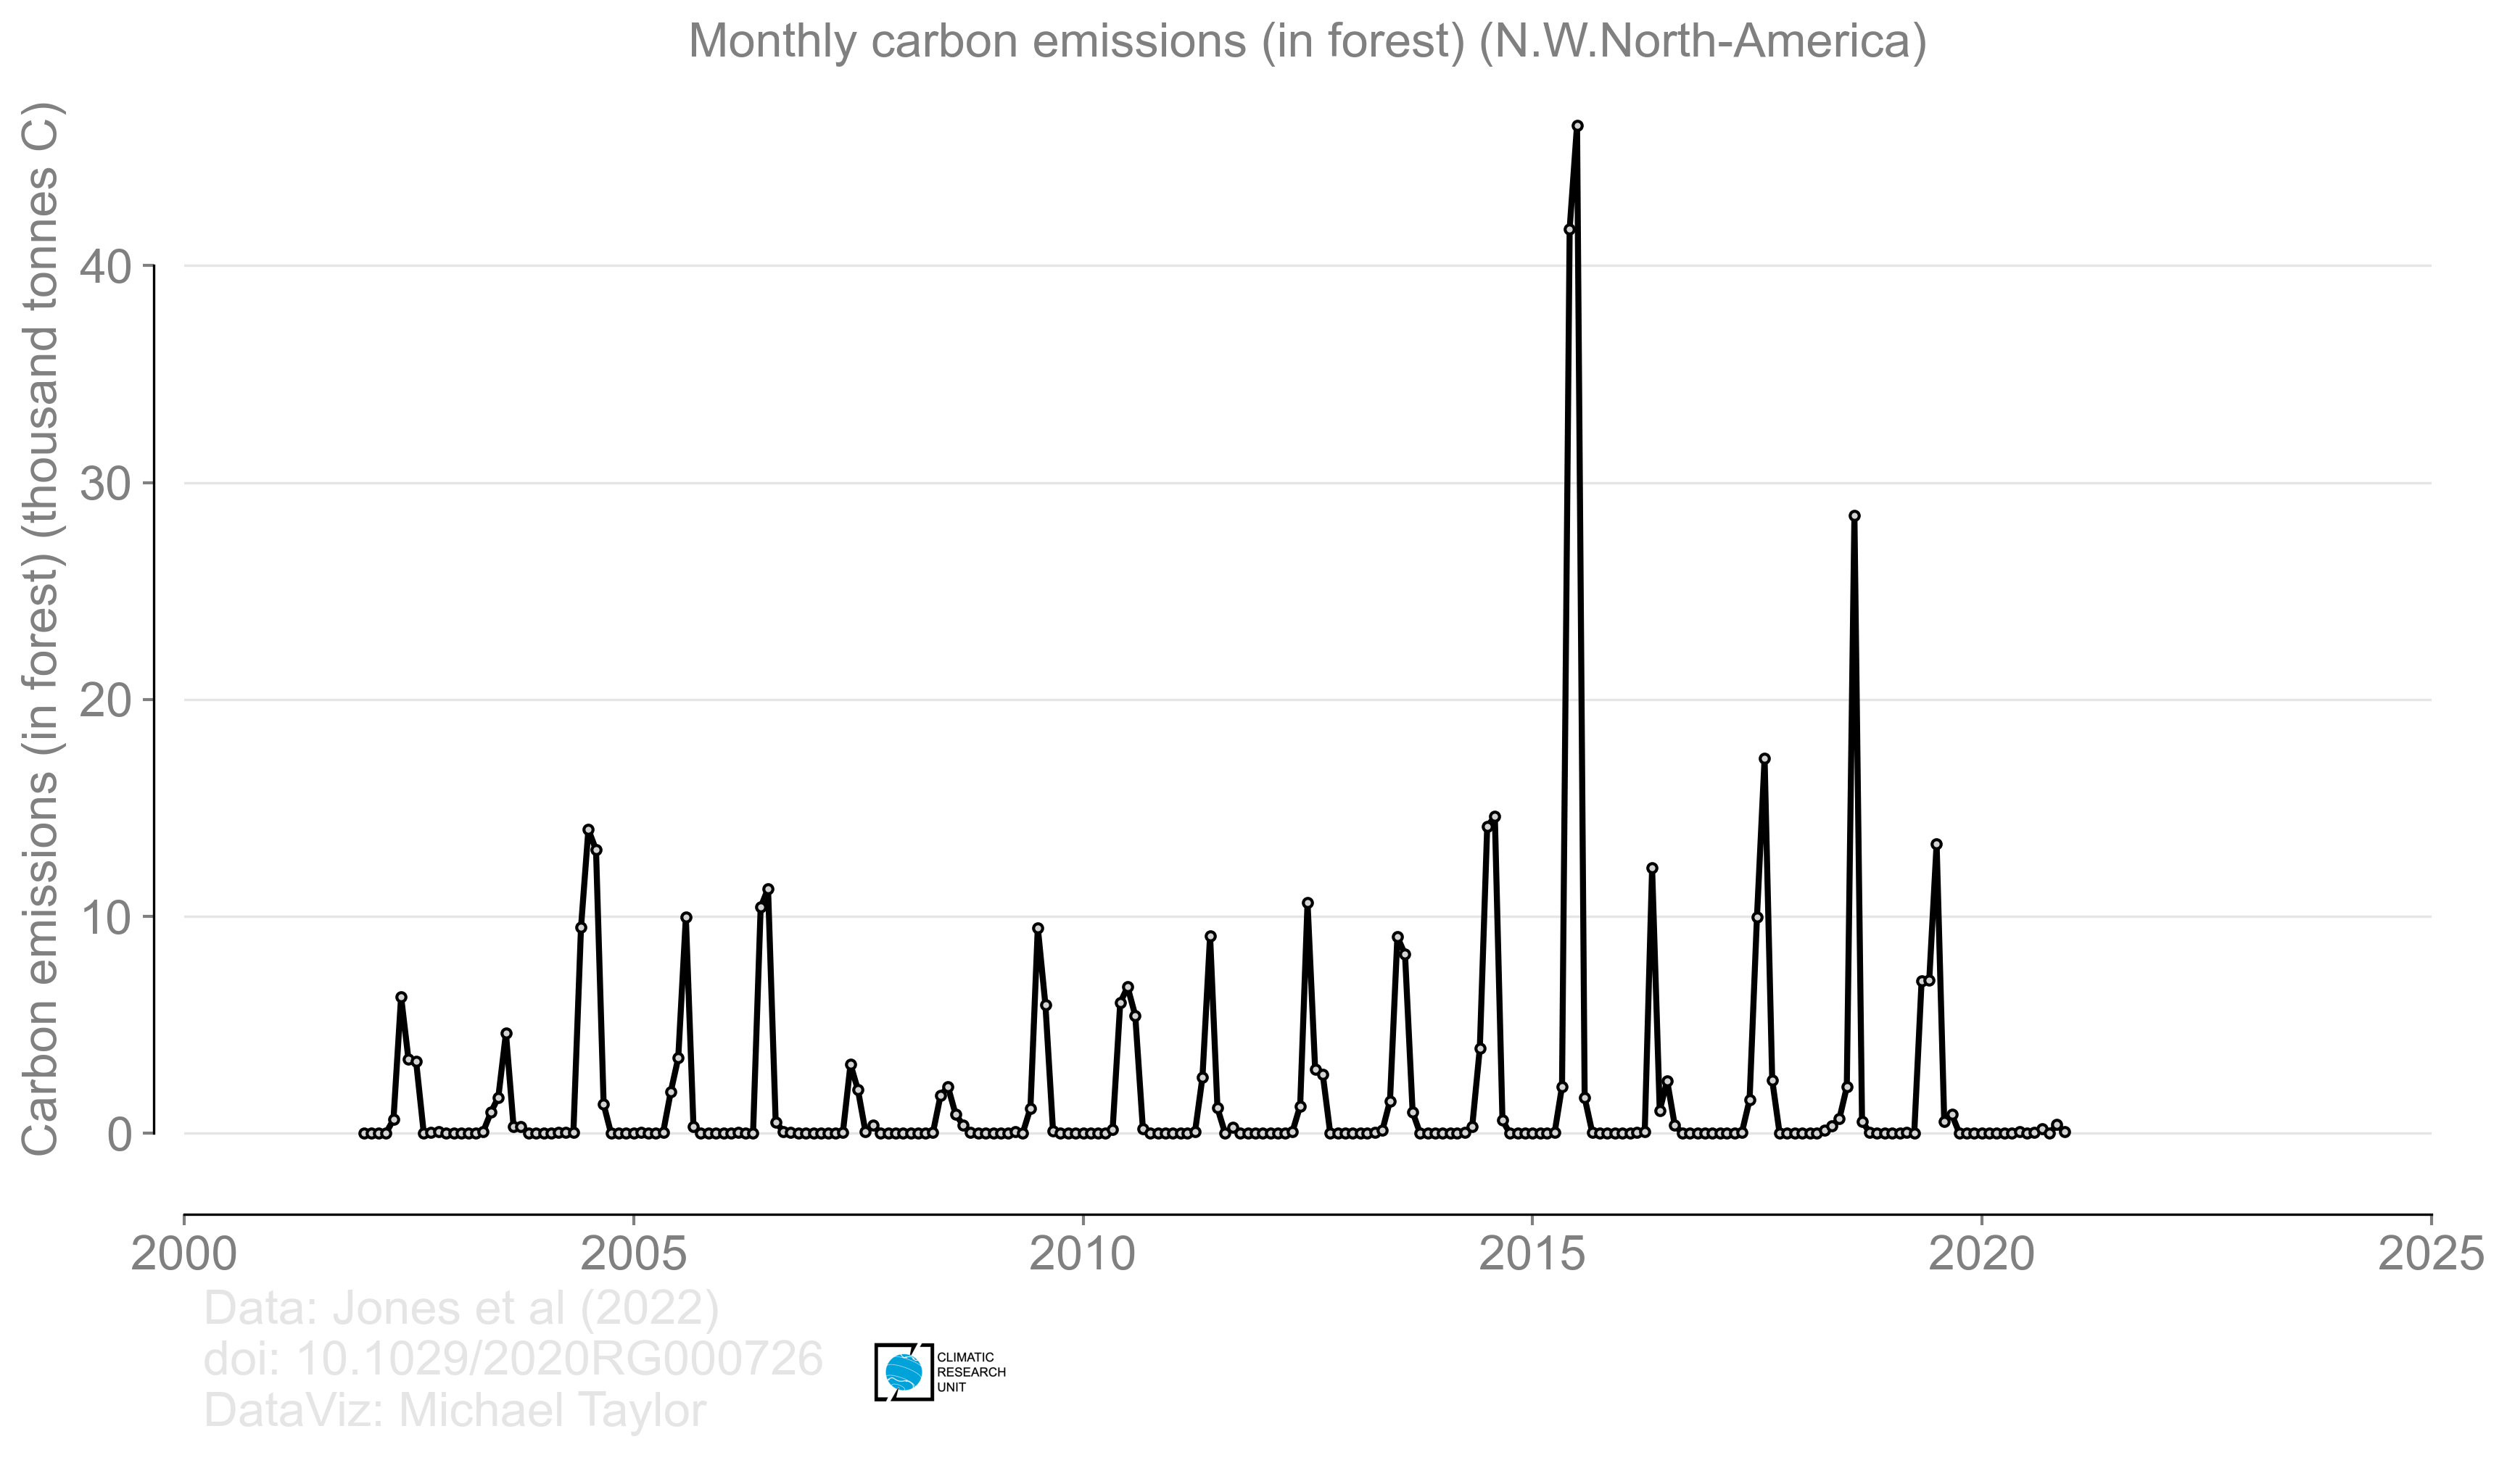 Monthly carbon emissions (in forest) (N.W.North-America)
Carbon emissions (in forest) (thousand tonnes C)
40
30
20
10
0
2000 2005 2010 2015 2020 2025
Data: Jones et al (2022)
doi: 10.1029/2020RG000726
DataViz: Michael Taylor
CLIMATIC
RESEARCH
UNIT